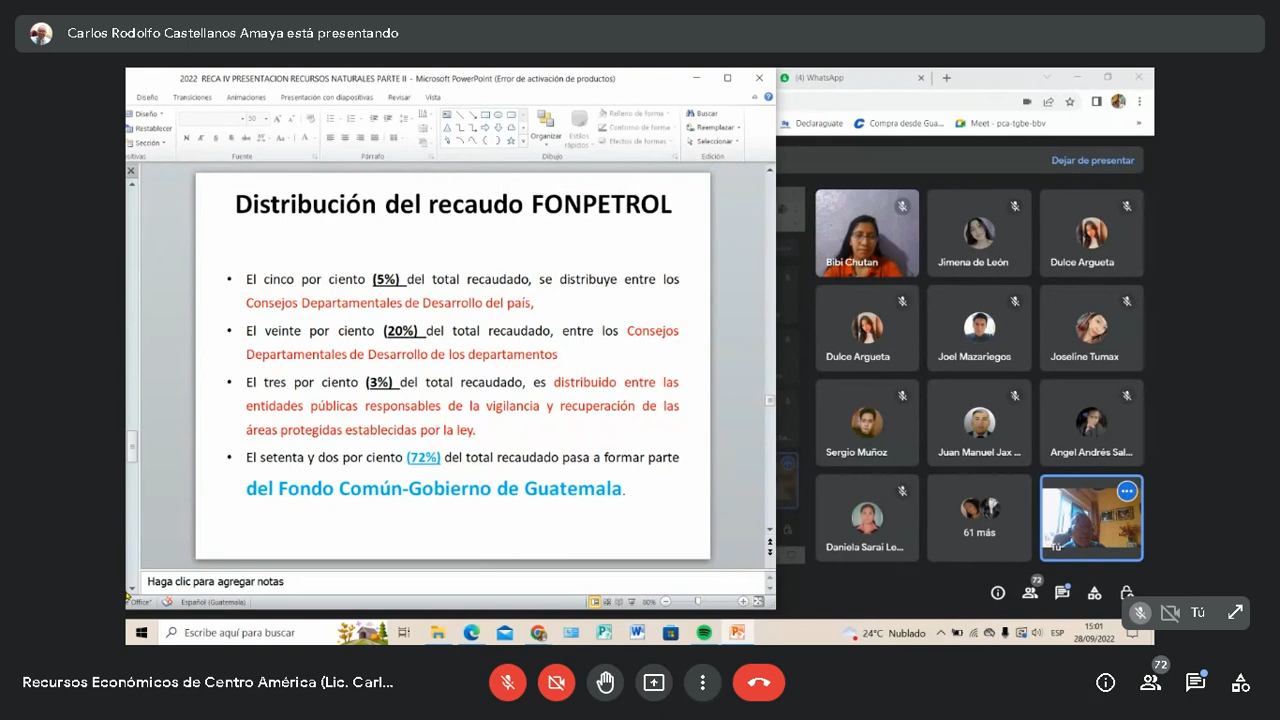 Carlos Rodolfo Castellanos Amaya está presentando
2022 RECA IV PRESENTACION RECURSOS NATURALES PARTE II - Microsoft PowerPoint (Error de activación de productos)
(4) WhatsApp
Diseño Transiciones Animaciones Presentación con diapositivas Revisar Vista
Diseño
Restablecer
Sección
Fuente Párrafo Dibujo Edición
Organizar
Estilos rápidos
Relleno de forma
Contorno de forma
Efectos de formas
Buscar
Reemplazar
Seleccionar
Declaraguate Compra desde Gua... Meet - pca-tgbe-bbv
Dejar de presentar
Distribución del recaudo FONPETROL
• El cinco por ciento (5%) del total recaudado, se distribuye entre los
Consejos Departamentales de Desarrollo del país,
• El veinte por ciento (20%) del total recaudado, entre los Consejos
Departamentales de Desarrollo de los departamentos
• El tres por ciento (3%) del total recaudado, es distribuido entre las
entidades públicas responsables de la vigilancia y recuperación de las
áreas protegidas establecidas por la ley.
• El setenta y dos por ciento (72%) del total recaudado pasa a formar parte
del Fondo Común-Gobierno de Guatemala.
Bibi Chutan Jimena de León Dulce Argueta
Dulce Argueta Joel Mazariegos Joseline Tumax
Sergio Muñoz Juan Manuel Jax ... Angel Andrés Sal...
Daniela Sarai Le... 61 más Tú
72
Haga clic para agregar notas
Office" Español (Guatemala) 80%
Tú
Escribe aquí para buscar
24°C Nublado
ESP
15:01
28/09/2022
Recursos Económicos de Centro América (Lic. Carl...
72